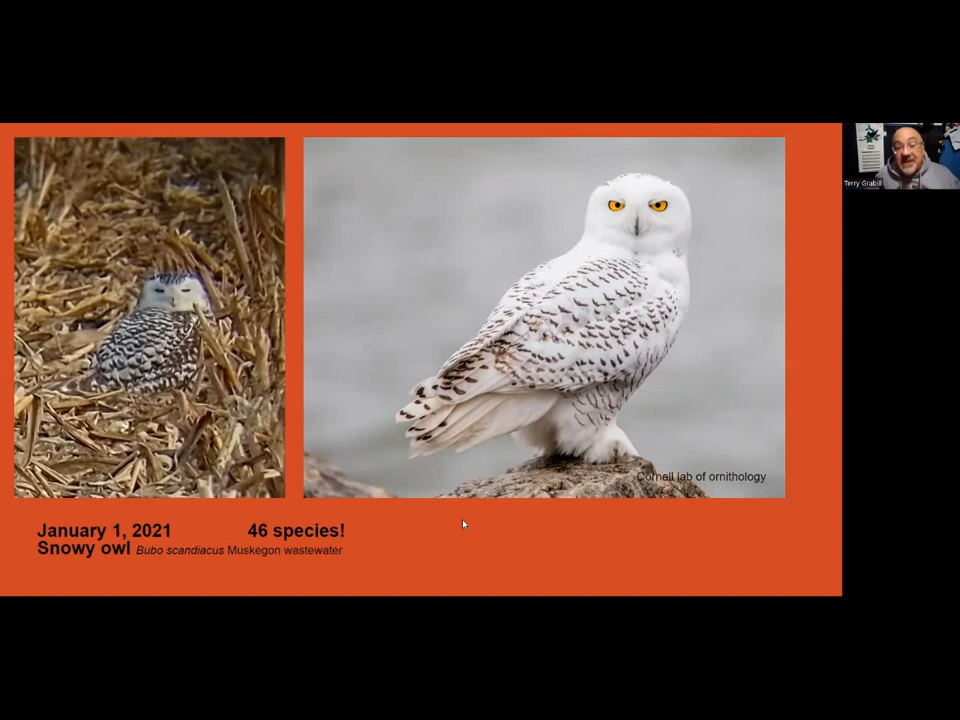 Terry Grabill
Cornell lab of ornithology
January 1, 2021 46 species!
Snowy owl Bubo scandiacus Muskegon wastewater